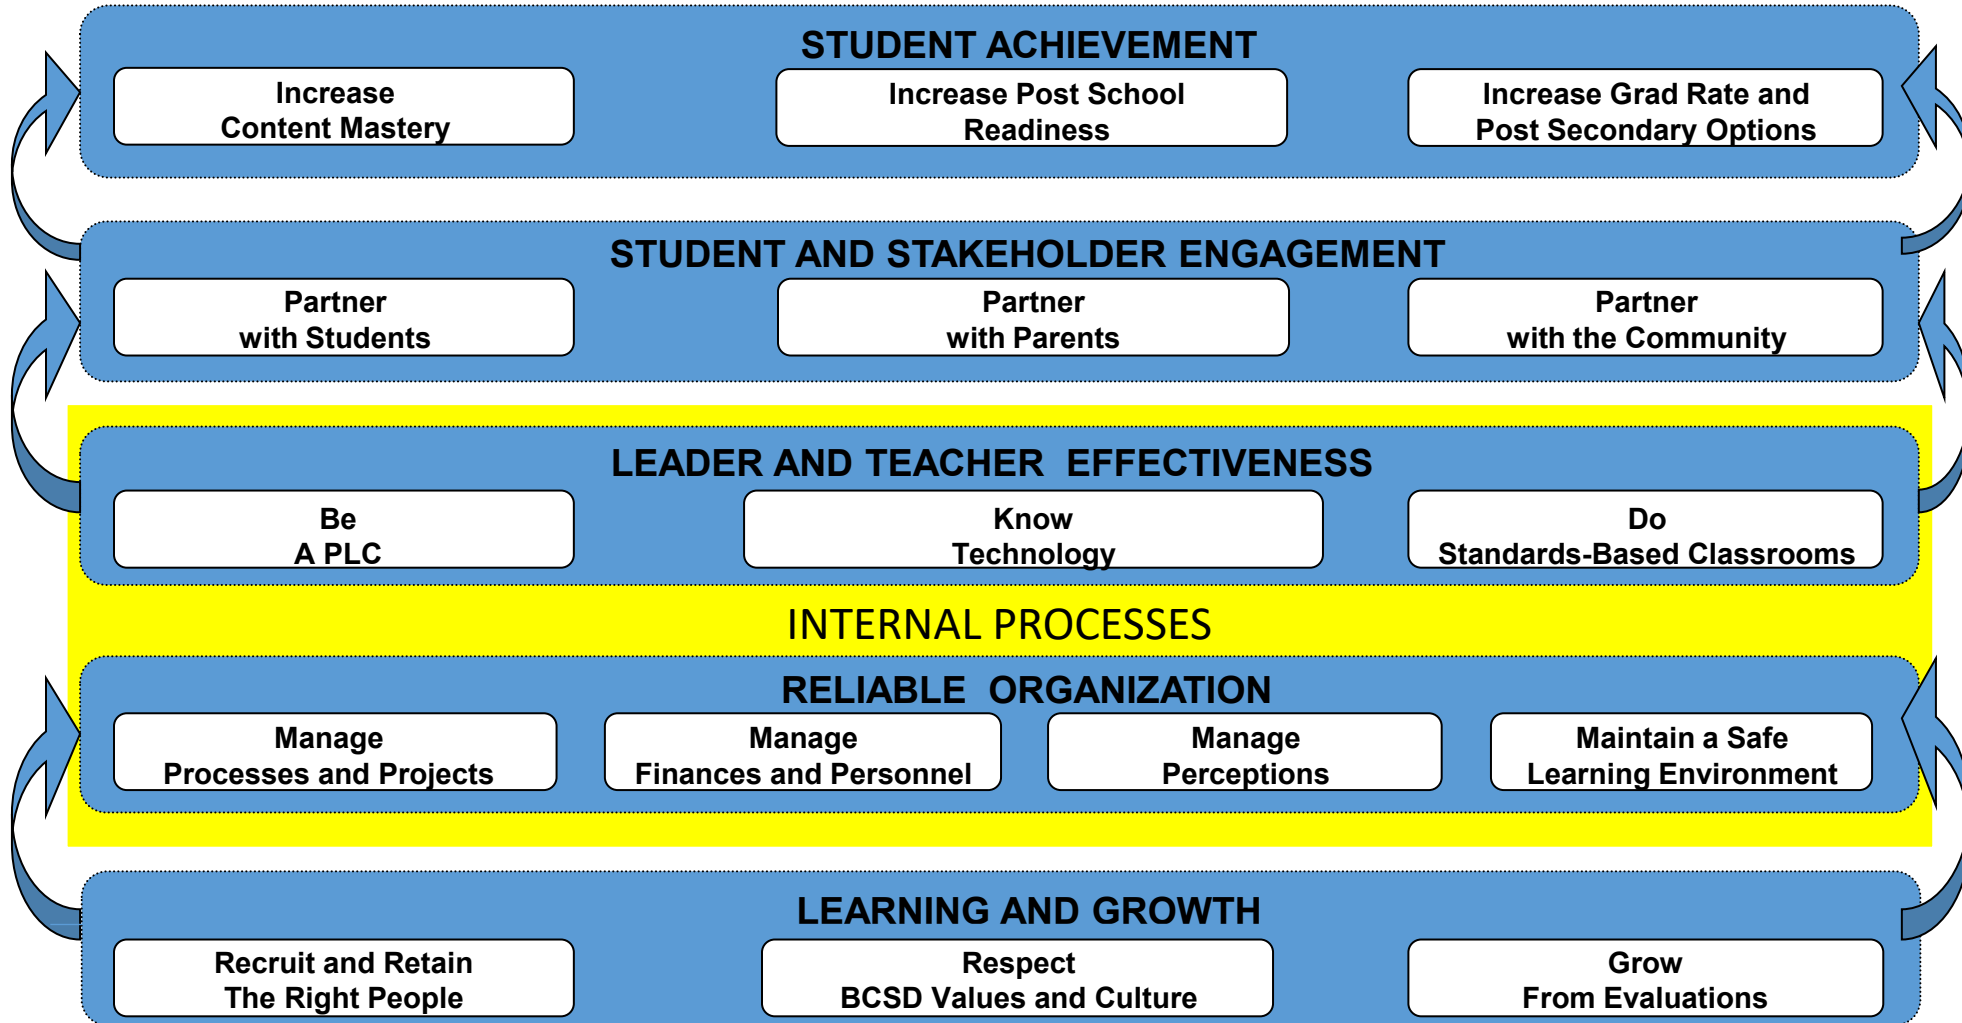 STUDENT ACHIEVEMENT
Increase
Content Mastery
Increase Post School
Readiness
Increase Grad Rate and
Post Secondary Options
STUDENT AND STAKEHOLDER ENGAGEMENT
Partner
with Students
Partner
with Parents
Partner
with the Community
LEADER AND TEACHER EFFECTIVENESS
Be
A PLC
Know
Technology
Do
Standards-Based Classrooms
INTERNAL PROCESSES
RELIABLE ORGANIZATION
Manage
Processes and Projects
Manage
Finances and Personnel
Manage
Perceptions
Maintain a Safe
Learning Environment
LEARNING AND GROWTH
Recruit and Retain
The Right People
Respect
BCSD Values and Culture
Grow
From Evaluations